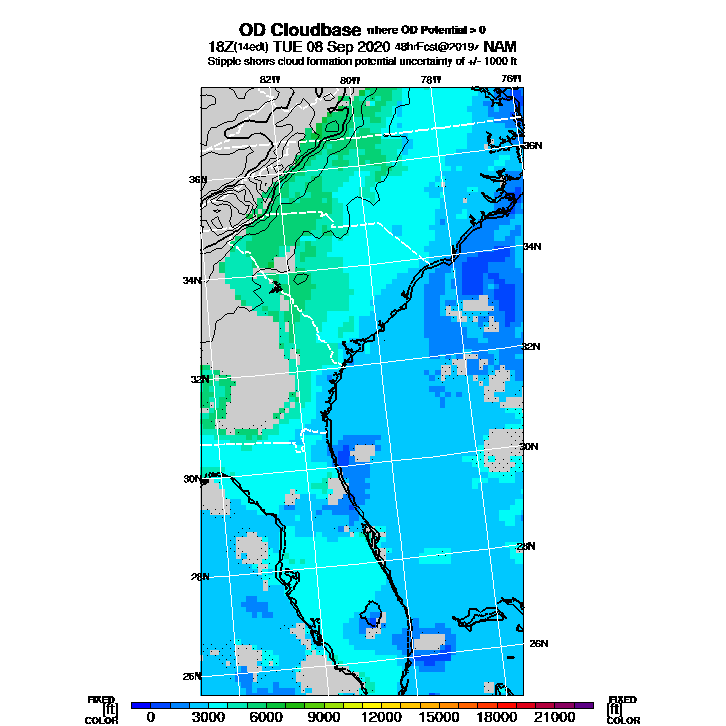 OD Cloudbase where OD Potential > 0
18Z(14edt) TUE 08 Sep 2020 48hrFcst@2019z NAM
Stipple shows cloud formation potential uncertainty of +/- 1000 ft
82W 80W 78W 76W
36N
36N
34N
34N
32N
32N
30N
30N
28N
28N
26N
26N
FIXED FIXED
[ft] 0 3000 6000 9000 12000 15000 18000 21000 [ft]
COLOR COLOR